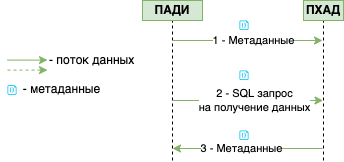 ПАДИ
ПХАД
1 - Метаданные
- поток данных
- метаданные
2 - SQL запрос
на получение данных
3 - Метаданные